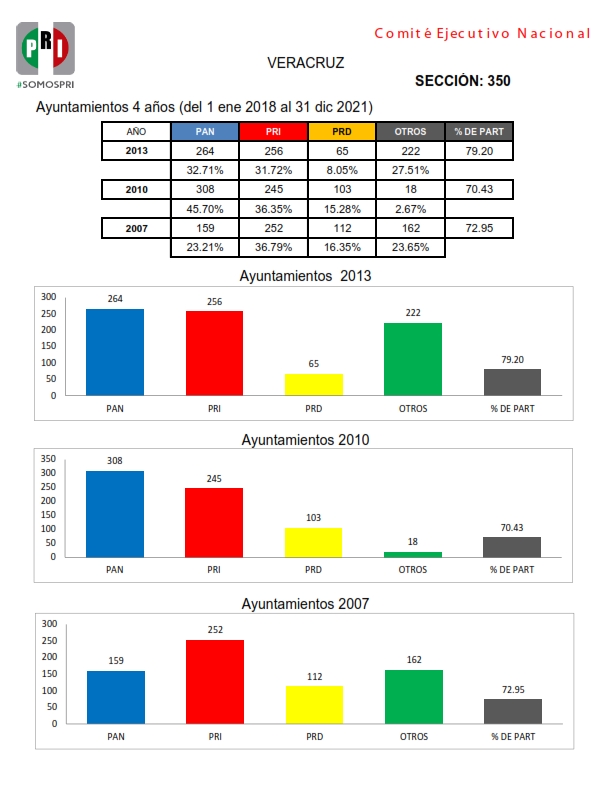 Comité Ejecutivo Nacional
PRI
#SOMOSPRI
VERACRUZ
SECCIÓN: 350
Ayuntamientos 4 años (del 1 ene 2018 al 31 dic 2021)
AÑO PAN PRI PRD OTROS % DE PART
2013 264 256 65 222 79.20
32.71% 31.72% 8.05% 27.51%
2010 308 245 103 18 70.43
45.70% 36.35% 15.28% 2.67%
2007 159 252 112 162 72.95
23.21% 36.79% 16.35% 23.65%
Ayuntamientos 2013
300
250
200
150
100
50
0
264 256 65 222 79.20
PAN PRI PRD OTROS % DE PART
Ayuntamientos 2010
350
300
250
200
150
100
50
0
308 245 103 18 70.43
PAN PRI PRD OTROS % DE PART
Ayuntamientos 2007
300
250
200
150
100
50
0
159 252 112 162 72.95
PAN PRI PRD OTROS % DE PART